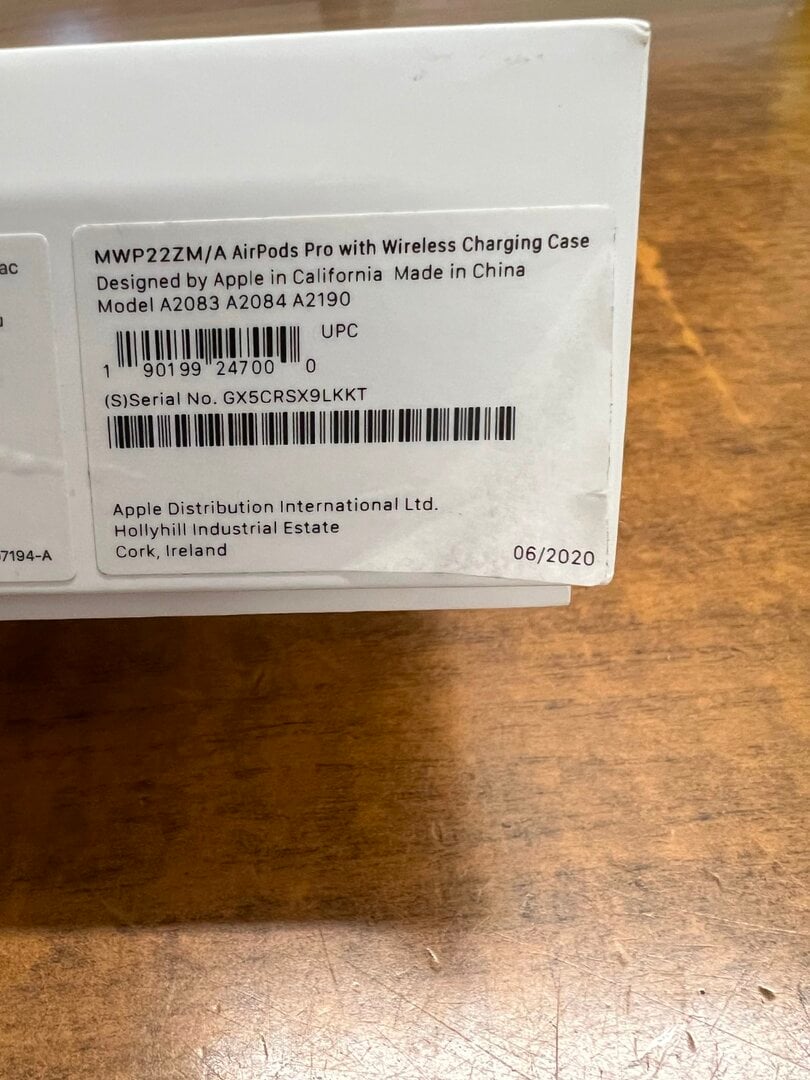 ac
7194-A
MWP22ZM/A AirPods Pro with Wireless Charging Case
Designed by Apple in California Made in China
Model A2083 A2084 A2190
UPC
1 90199 24700 0
(S)Serial No. GX5CRSX9LKKT
Apple Distribution International Ltd.
Hollyhill Industrial Estate
Cork, Ireland
06/2020